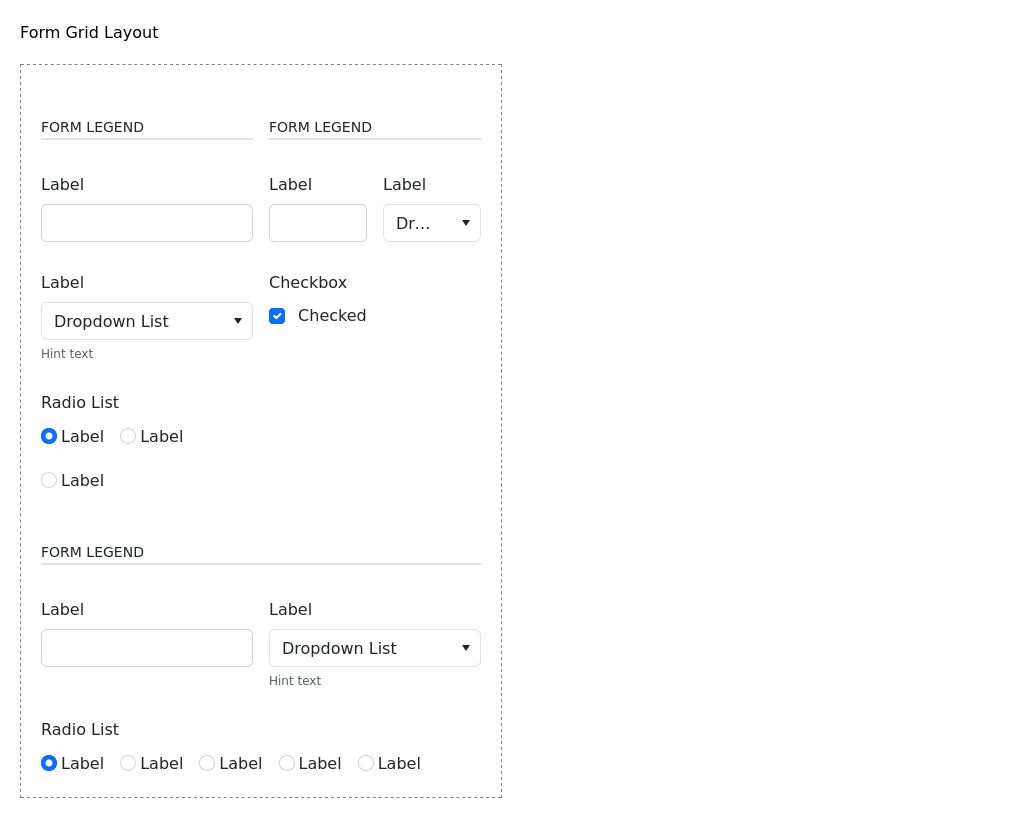 Form Grid Layout
FORM LEGEND FORM LEGEND
Label Label Label
Dr...
Label Checkbox
Dropdown List Checked
Hint text
Radio List
Label Label
Label
FORM LEGEND
Label Label
Dropdown List
Hint text
Radio List
Label Label Label Label Label